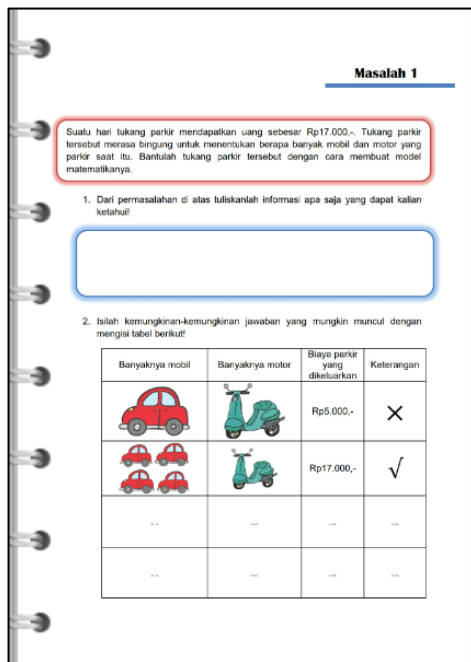 Masalah 1
Suatu hari tukang parkir mendapatkan uang sebesar Rp17.000,-. Tukang parkir
tersebut merasa bingung untuk menentukan berapa banyak mobil dan motor yang
parkir saat itu. Bantulah tukang parkir tersebut dengan cara membuat model
matematikanya.
1. Dari permasalahan di atas tuliskanlah informasi apa saja yang dapat kalian
ketahui!
2. Isilah kemungkinan-kemungkinan jawaban yang mungkin muncul dengan
mengisi tabel berikut!
Banyaknya mobil Banyaknya motor Biaya parkir yang dikeluarkan Keterangan
Rp5.000,- ×
Rp17.000,- √
... ... ... ...
... ... ... ...